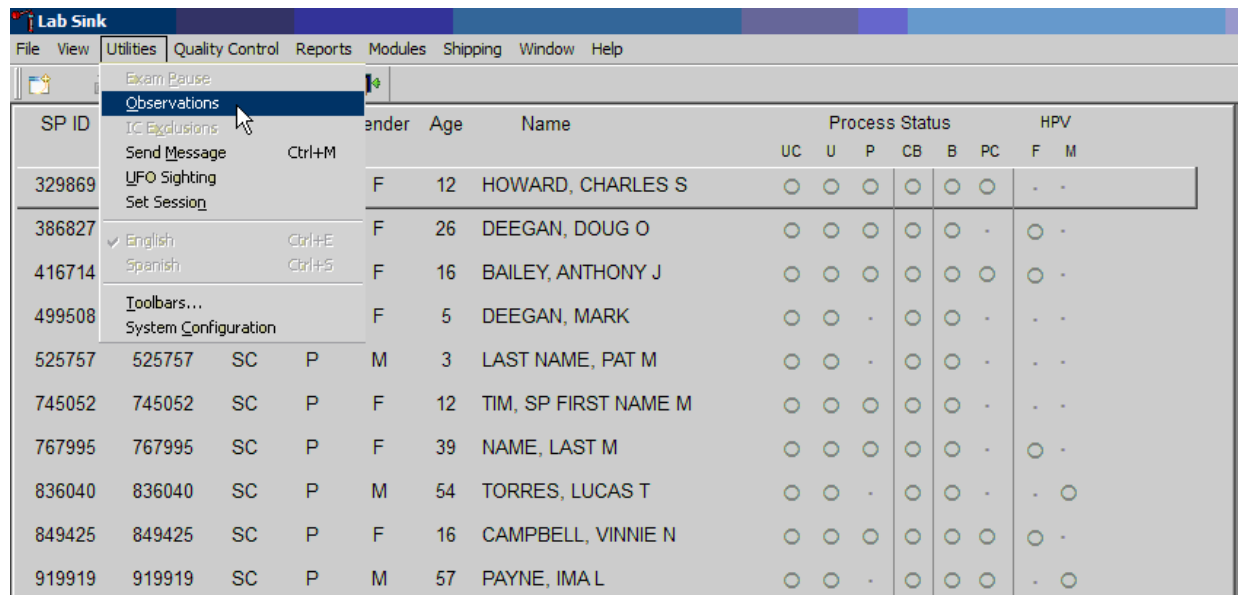 Lab Sink
File View Utilities Quality Control Reports Modules Shipping Window Help
Exam Pause
Observations
IC Exclusions
Send Message Ctrl+M
UFO Sighting
Set Session
English Ctrl+E
Spanish Ctrl+S
Toolbars...
System Configuration
SP ID ender Age Name Process Status HPV
UC U P CB B PC F M
329869 F 12 HOWARD, CHARLES S
386827 F 26 DEEGAN, DOUG O
416714 F 16 BAILEY, ANTHONY J
499508 F 5 DEEGAN, MARK
525757 525757 SC P M 3 LAST NAME, PAT M
745052 745052 SC P F 12 TIM, SP FIRST NAME M
767995 767995 SC P F 39 NAME, LAST M
836040 836040 SC P M 54 TORRES, LUCAS T
849425 849425 SC P F 16 CAMPBELL, VINNIE N
919919 919919 SC P M 57 PAYNE, IMA L